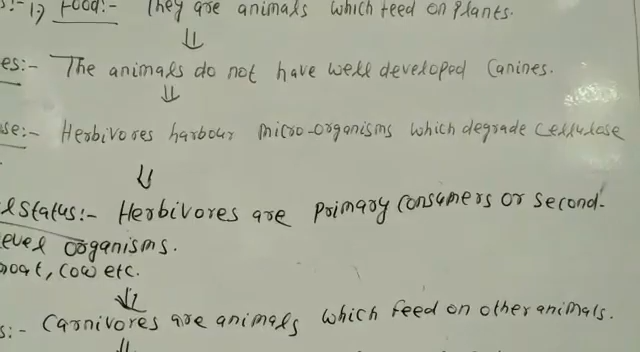 1) Food:- They are animals which feed on plants.
⇓
es:- The animals do not have well developed Canines.
⇓
se:- Herbivores harbour micro-organisms which degrade Cellulose
⇓
l Status:- Herbivores are Primary Consumers or second-
evel organisms.
oat, Cow etc.
⇓
s:- Carnivores are animals which feed on other animals.
⇓